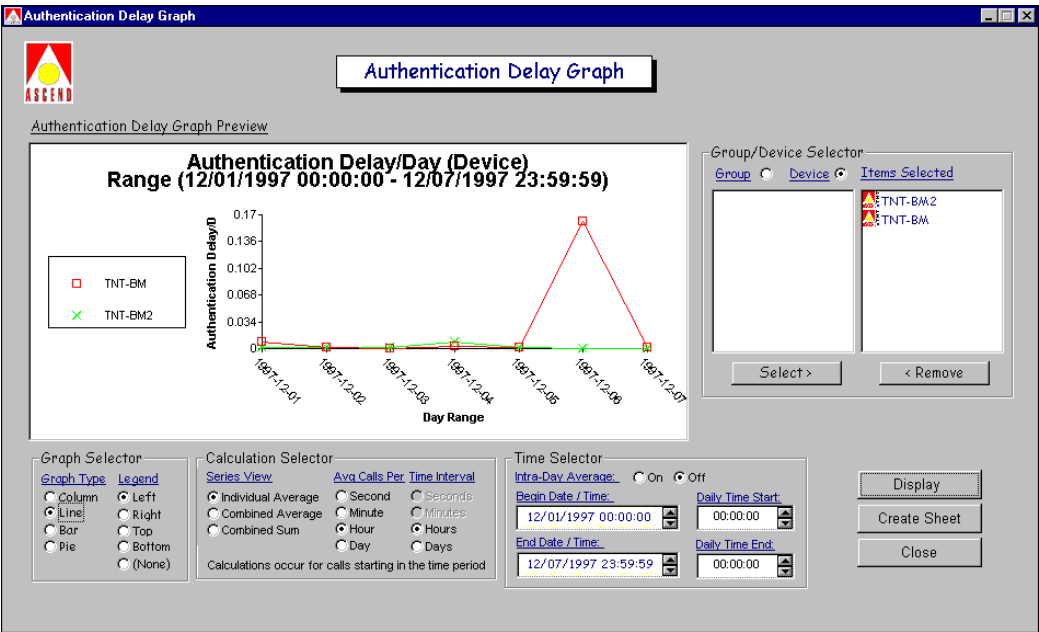 Authentication Delay Graph
ASCEND
Authentication Delay Graph
Authentication Delay Graph Preview
Authentication Delay/Day (Device)
Range (12/01/1997 00:00:00 - 12/07/1997 23:59:59)
TNT-BM
TNT-BM2
Authentication Delay/D
0.17
0.136
0.102
0.068
0.034
0
1997-12-01
1997-12-02
1997-12-03
1997-12-04
1997-12-05
1997-12-06
1997-12-07
Day Range
Group/Device Selector
Group Device Items Selected
TNT-BM2
TNT-BM
Select > < Remove
Graph Selector
Graph Type Legend
Column Left
Line Right
Bar Top
Pie Bottom
(None)
Calculation Selector
Series View Avg Calls Per Time Interval
Individual Average Second Seconds
Combined Average Minute Minutes
Combined Sum Hour Hours
Day Days
Calculations occur for calls starting in the time period
Time Selector
Intra-Day Average: On Off
Begin Date / Time: Daily Time Start:
12/01/1997 00:00:00 00:00:00
End Date / Time: Daily Time End:
12/07/1997 23:59:59 00:00:00
Display
Create Sheet
Close